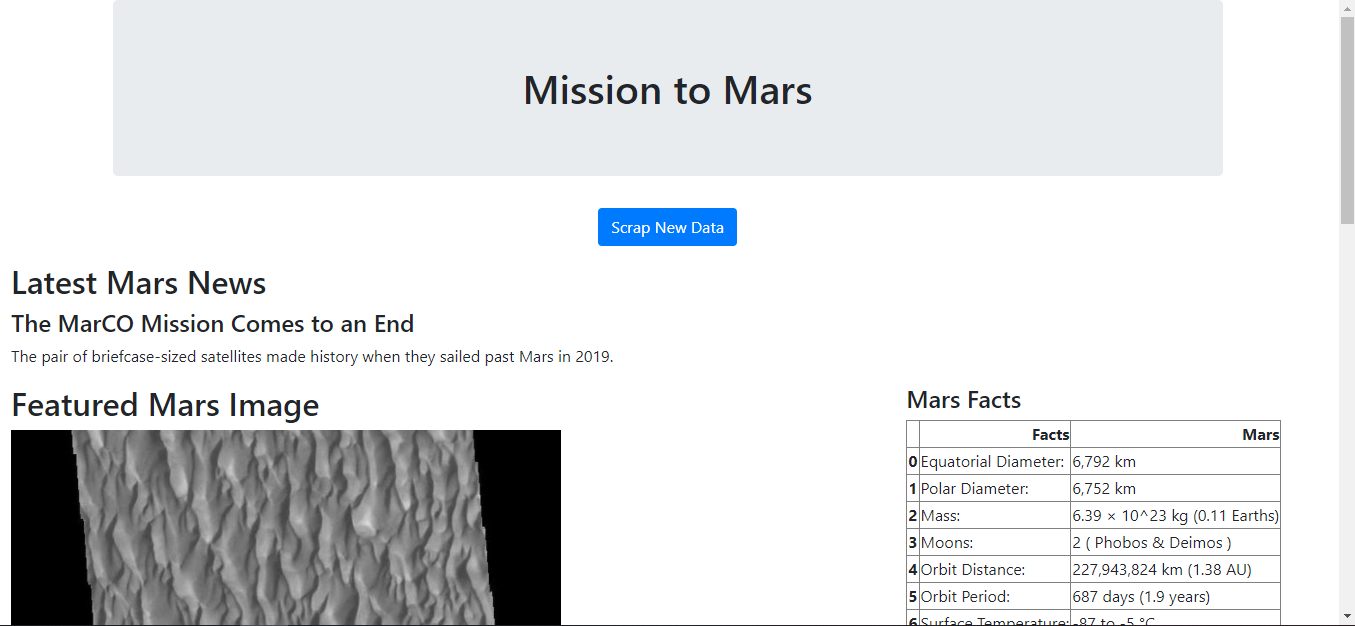 Mission to Mars
Scrap New Data
Latest Mars News
The MarCO Mission Comes to an End
The pair of briefcase-sized satellites made history when they sailed past Mars in 2019.
Featured Mars Image
Mars Facts
Facts Mars
0 Equatorial Diameter: 6,792 km
1 Polar Diameter: 6,752 km
2 Mass: 6.39 × 10^23 kg (0.11 Earths)
3 Moons: 2 ( Phobos & Deimos )
4 Orbit Distance: 227,943,824 km (1.38 AU)
5 Orbit Period: 687 days (1.9 years)
6 Surface Temperature: -87 to -5 °C